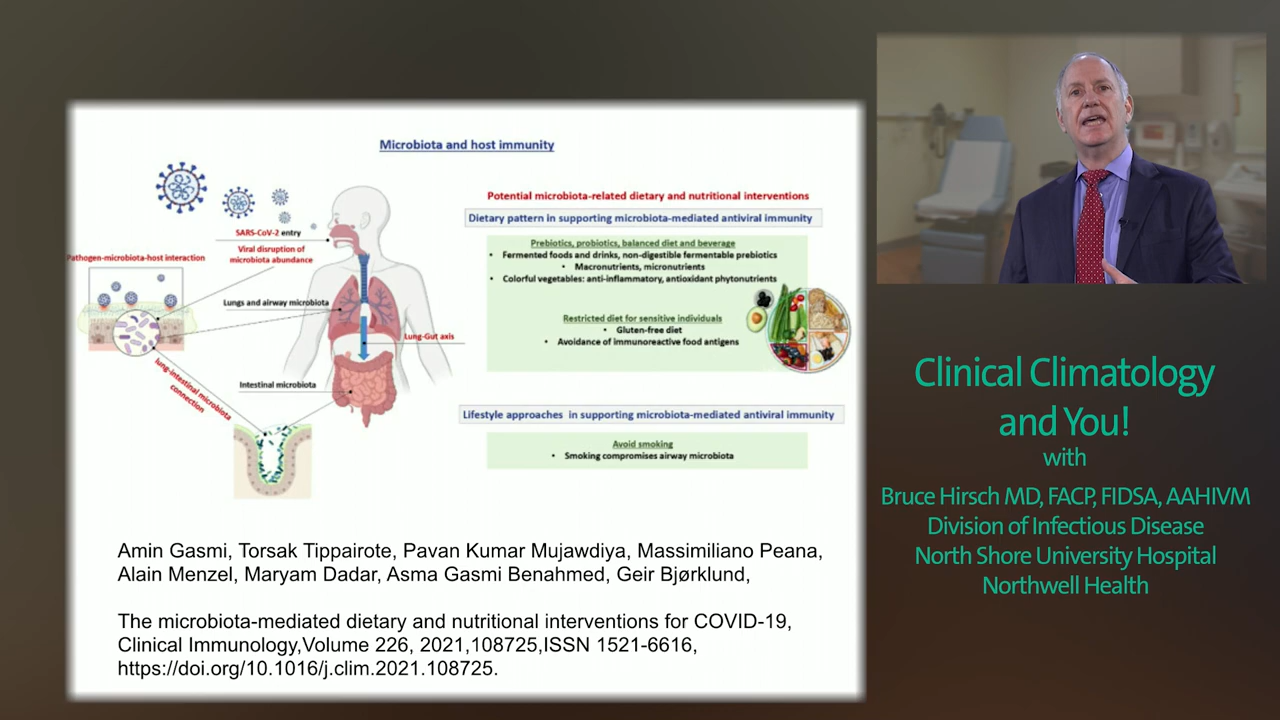 Microbiota and host immunity
SARS-CoV-2 entry
Viral disruption of
microbiota abundance
Pathogen-microbiota-host interaction
Lungs and airway microbiota
Lung-Gut axis
lung-intestinal microbiota
connection
Intestinal microbiota
Potential microbiota-related dietary and nutritional interventions
Dietary pattern in supporting microbiota-mediated antiviral immunity
Prebiotics, probiotics, balanced diet and beverage
• Fermented foods and drinks, non-digestible fermentable prebiotics
• Macronutrients, micronutrients
• Colorful vegetables: anti-inflammatory, antioxidant phytonutrients
Restricted diet for sensitive individuals
• Gluten-free diet
• Avoidance of immunoreactive food antigens
Lifestyle approaches in supporting microbiota-mediated antiviral immunity
Avoid smoking
• Smoking compromises airway microbiota
Amin Gasmi, Torsak Tippairote, Pavan Kumar Mujawdiya, Massimiliano Peana,
Alain Menzel, Maryam Dadar, Asma Gasmi Benahmed, Geir Bjørklund,
The microbiota-mediated dietary and nutritional interventions for COVID-19,
Clinical Immunology,Volume 226, 2021,108725,ISSN 1521-6616,
https://doi.org/10.1016/j.clim.2021.108725.
Clinical Climatology
and You!
with
Bruce Hirsch MD, FACP, FIDSA, AAHIVM
Division of Infectious Disease
North Shore University Hospital
Northwell Health